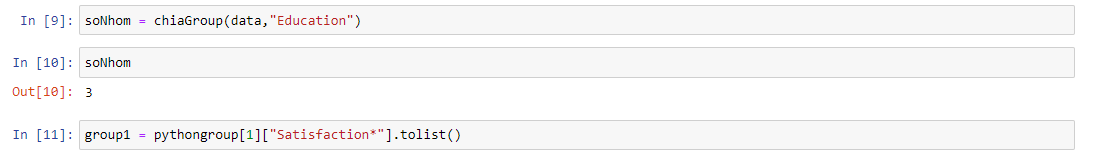 In [9]: soNhom = chiaGroup(data,"Education")
In [10]: soNhom
Out[10]: 3
In [11]: group1 = pythongroup[1]["Satisfaction*"].tolist()